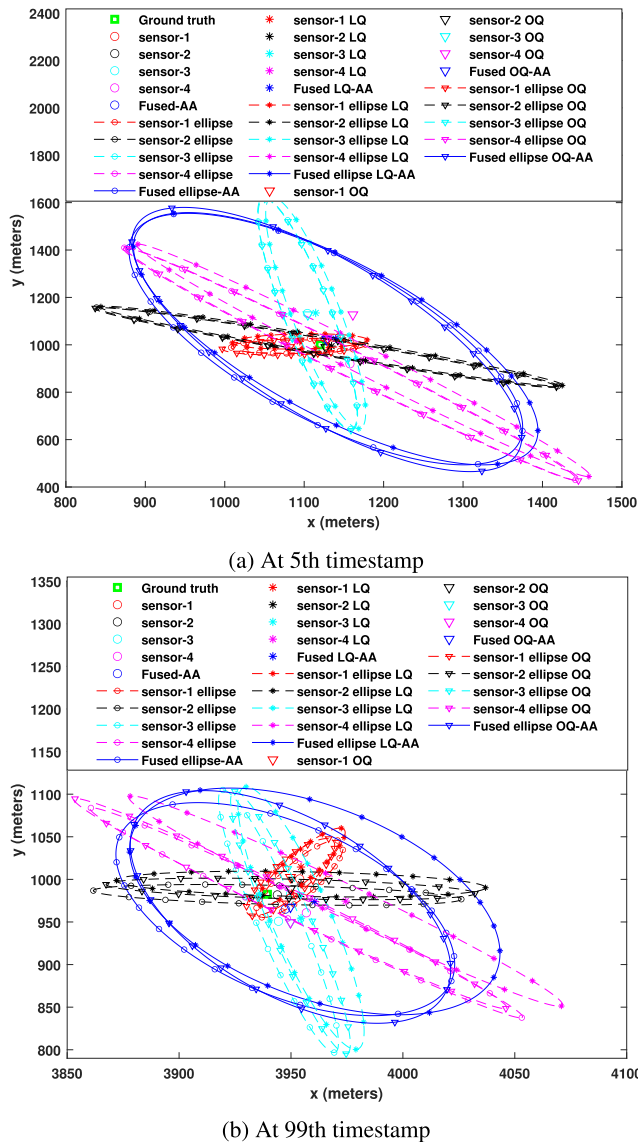 2400
2200
2000
1800
1600
1400
1200
1000
800
600
400
y (meters)
Ground truth
sensor-1
sensor-2
sensor-3
sensor-4
Fused-AA
sensor-1 ellipse
sensor-2 ellipse
sensor-3 ellipse
sensor-4 ellipse
Fused ellipse-AA
sensor-1 LQ
sensor-2 LQ
sensor-3 LQ
sensor-4 LQ
Fused LQ-AA
sensor-1 ellipse LQ
sensor-2 ellipse LQ
sensor-3 ellipse LQ
sensor-4 ellipse LQ
Fused ellipse LQ-AA
sensor-1 OQ
sensor-2 OQ
sensor-3 OQ
sensor-4 OQ
Fused OQ-AA
sensor-1 ellipse OQ
sensor-2 ellipse OQ
sensor-3 ellipse OQ
sensor-4 ellipse OQ
Fused ellipse OQ-AA
800 900 1000 1100 1200 1300 1400 1500
x (meters)
(a) At 5th timestamp
1350
1300
1250
1200
1150
1100
1050
1000
950
900
850
800
y (meters)
Ground truth
sensor-1
sensor-2
sensor-3
sensor-4
Fused-AA
sensor-1 ellipse
sensor-2 ellipse
sensor-3 ellipse
sensor-4 ellipse
Fused ellipse-AA
sensor-1 LQ
sensor-2 LQ
sensor-3 LQ
sensor-4 LQ
Fused LQ-AA
sensor-1 ellipse LQ
sensor-2 ellipse LQ
sensor-3 ellipse LQ
sensor-4 ellipse LQ
Fused ellipse LQ-AA
sensor-1 OQ
sensor-2 OQ
sensor-3 OQ
sensor-4 OQ
Fused OQ-AA
sensor-1 ellipse OQ
sensor-2 ellipse OQ
sensor-3 ellipse OQ
sensor-4 ellipse OQ
Fused ellipse OQ-AA
3850 3900 3950 4000 4050 4100
x (meters)
(b) At 99th timestamp